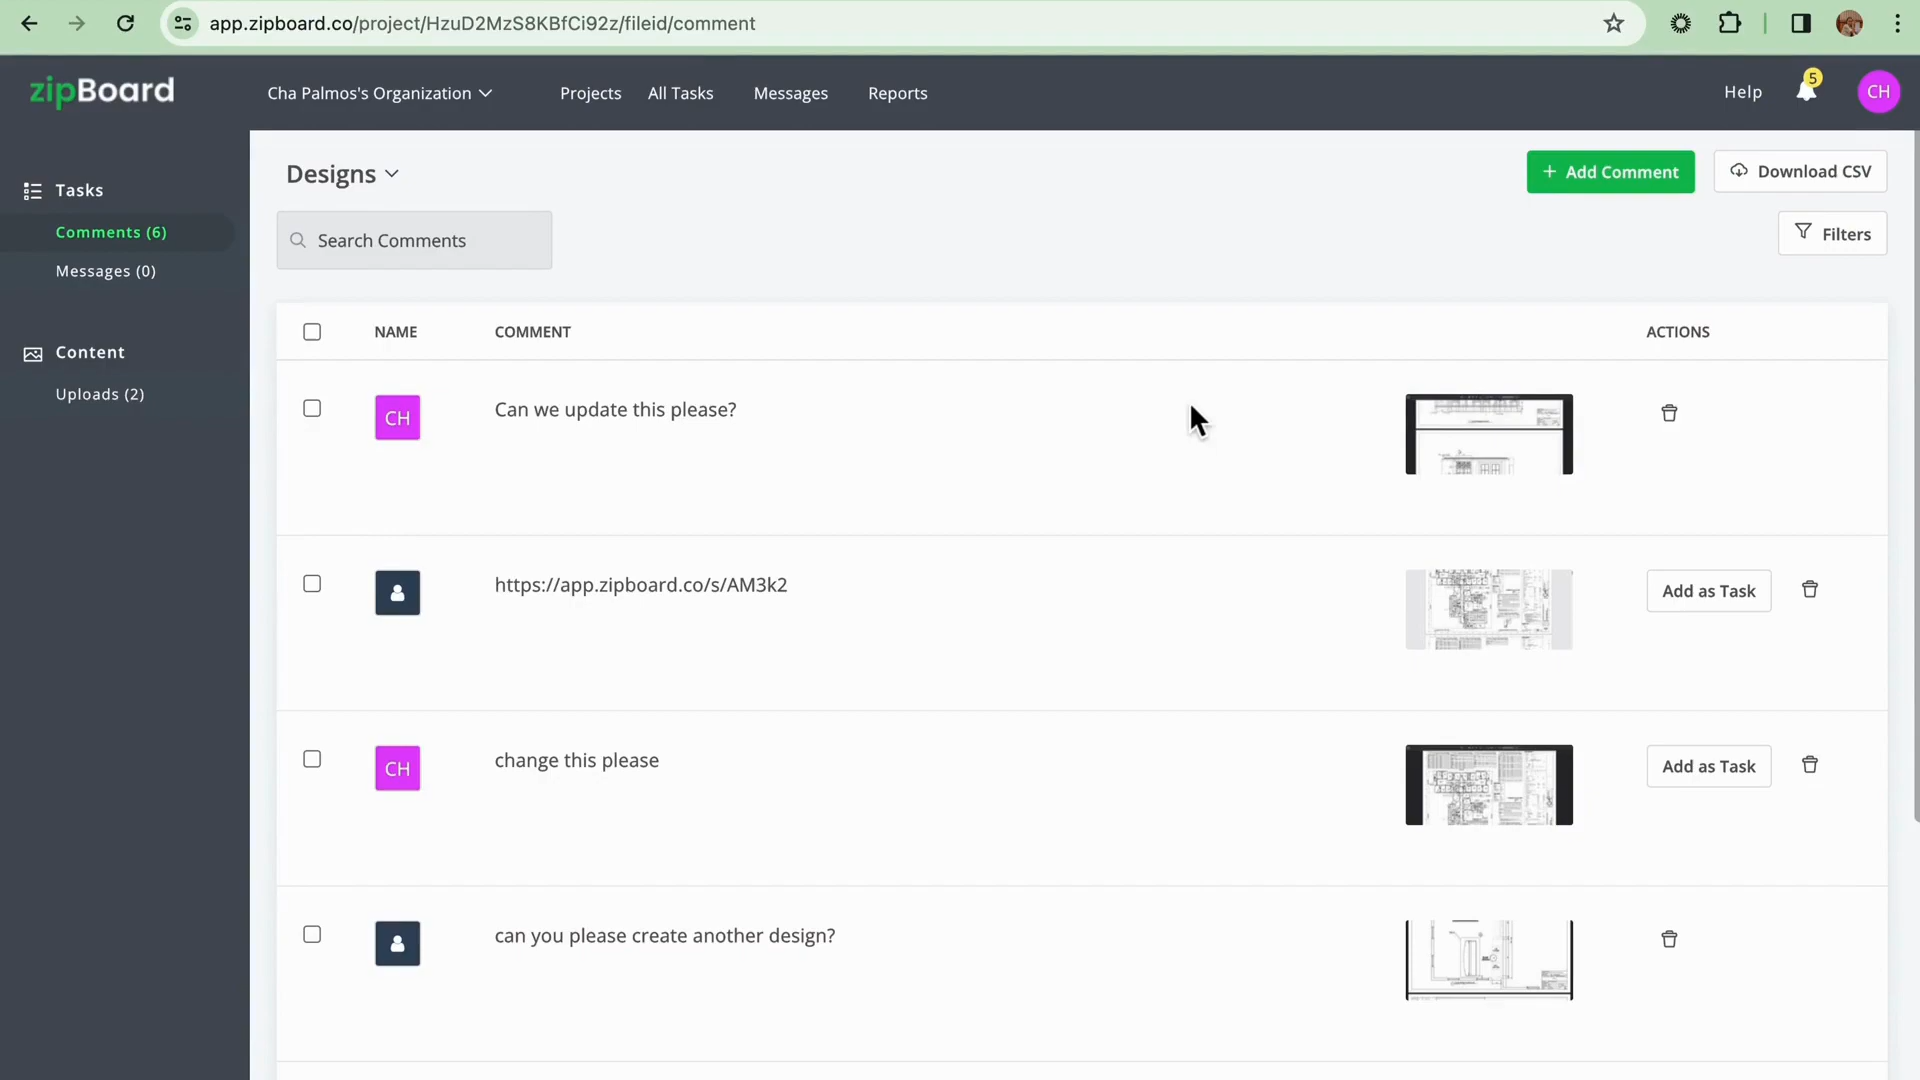 app.zipboard.co/project/HzuD2MzS8KBfCi92z/fileid/comment
zipBoard
Cha Palmos's Organization
Projects
All Tasks
Messages
Reports
Help
5
CH
Tasks
Comments (6)
Messages (0)
Content
Uploads (2)
Designs
+ Add Comment
Download CSV
Search Comments
Filters
NAME
COMMENT
ACTIONS
CH
Can we update this please?
https://app.zipboard.co/s/AM3k2
Add as Task
CH
change this please
Add as Task
can you please create another design?